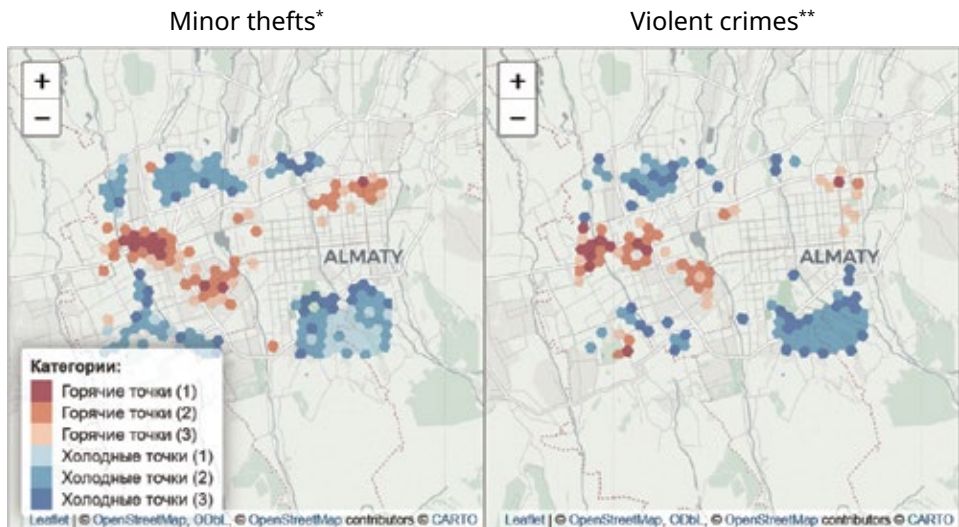 Minor thefts*
Violent crimes**
+
−
+
−
ALMATY
ALMATY
Категории:
Горячие точки (1)
Горячие точки (2)
Горячие точки (3)
Холодные точки (1)
Холодные точки (2)
Холодные точки (3)
Leaflet | © OpenStreetMap, ODbL, © OpenStreetMap contributors © CARTO
Leaflet | © OpenStreetMap, ODbL, © OpenStreetMap contributors © CARTO